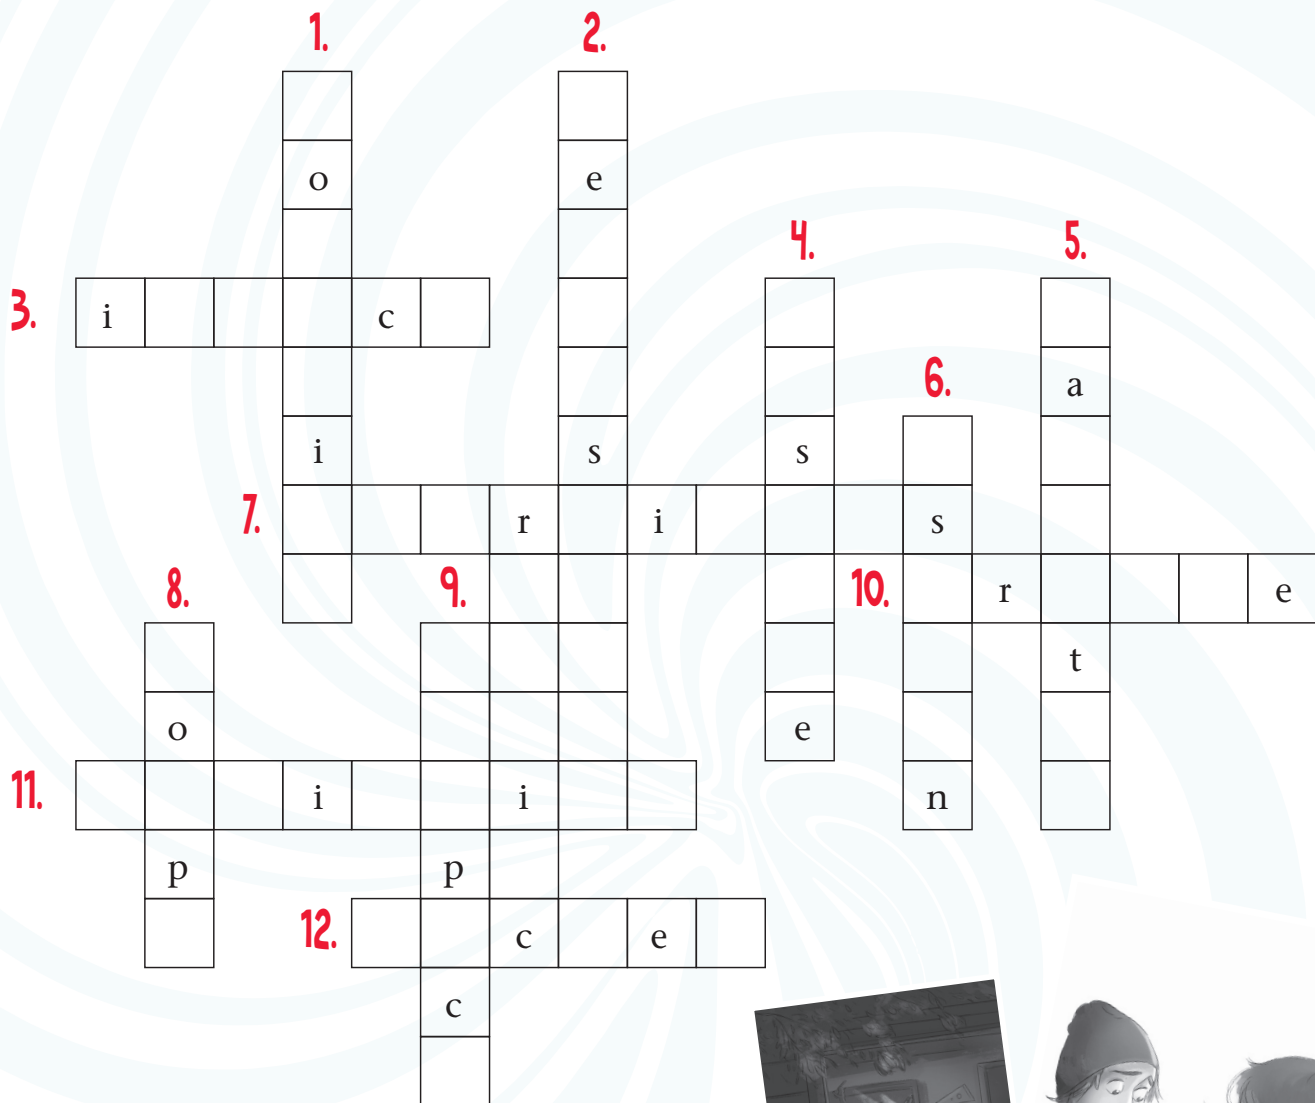 1. 2.
o e
4. 5.
3. i c
6. a
i s s
7. r i s
8. 9. 10. r e
t
o e
11. i i n
p p
12. c e
c